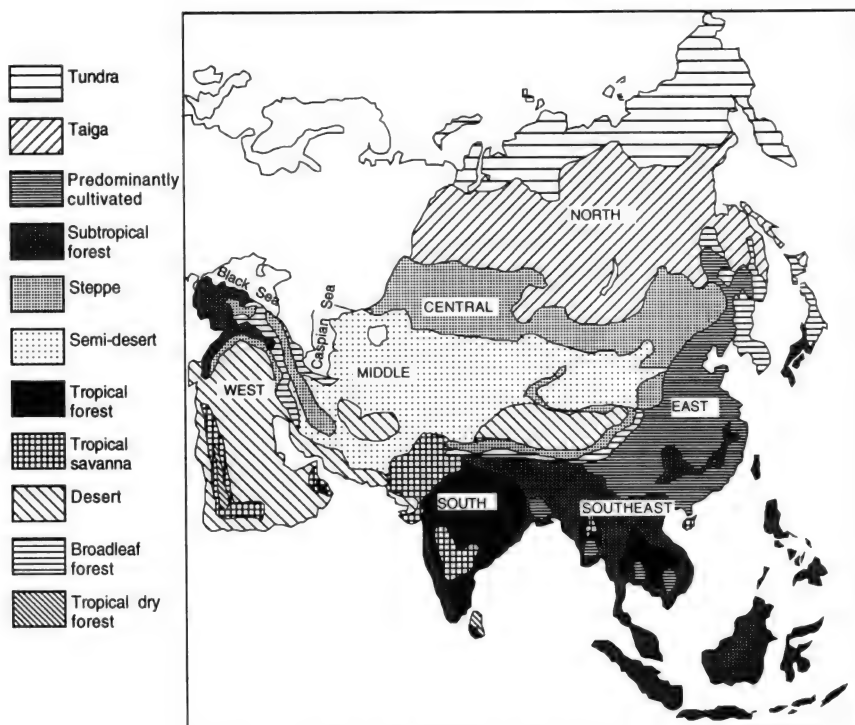 Tundra
Taiga
Predominantly
cultivated
Subtropical
forest
Steppe
Semi-desert
Tropical
forest
Tropical
savanna
Desert
Broadleaf
forest
Tropical dry
forest
NORTH
Black Sea
Caspian Sea
CENTRAL
MIDDLE
WEST
EAST
SOUTH
SOUTHEAST